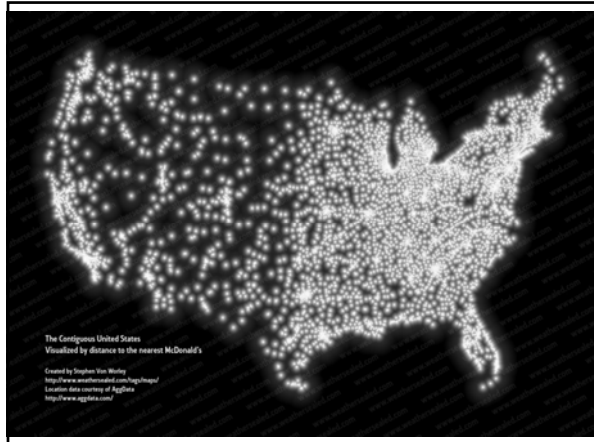 The Contiguous United States
Visualized by distance to the nearest McDonald's
Created by Stephen Von Worley
http://www.weathersealed.com/tags/maps/
Location data courtesy of AggData
http://www.aggdata.com/